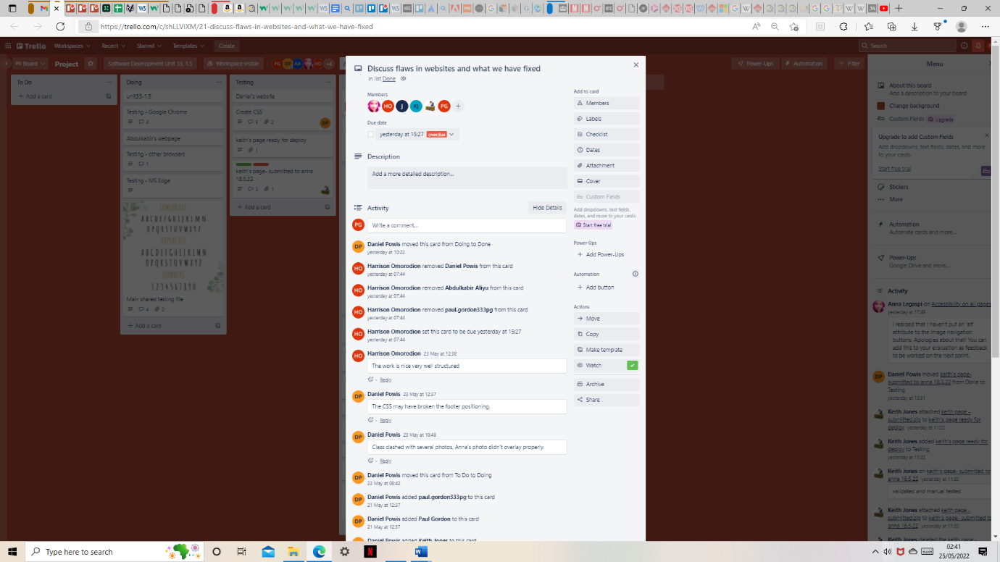 https://trello.com/c/shLLViXM/21-discuss-flaws-in-websites-and-what-we-have-fixed
Trello
Workspaces
Recent
Starred
Templates
Create
Search
Board
Project
Software Development Unit 33, 1,5
Workspace visible
PG
DP
AA
HO
+4
Power-Ups
Automation
Filter
To Do
+ Add a card
Doing
unit33-1.5
Testing - Google Chrome
3
Abdulkabir's webpage
Testing - other browsers
1
Testing - MS Edge
LOWERCASE
ABCDEFGHIJKLMN
OPQRSTUVWXYZ
UPPERCASE
ABCDEFGHIJKLMN
OPQRSTUVWXYZ
NUMBERS
1234567890
Main shared testing file
4
2
+ Add a card
Testing
Daniel's website
Create CSS
5
2
DP
keith's page ready for deploy
1
keith's page- submitted to anna
18.5.22
3
1
+ Add a card
Discuss flaws in websites and what we have fixed
in list Done
Members
HO
J
KJ
PG
Due date
yesterday at 15:27 overdue
Description
Add a more detailed description...
Activity
Hide Details
PG
Write a comment...
DP
Daniel Powis moved this card from Doing to Done
yesterday at 10:22
HO
Harrison Omorodion removed Daniel Powis from this card
yesterday at 07:44
HO
Harrison Omorodion removed Abdulkabir Aliyu from this card
yesterday at 07:44
HO
Harrison Omorodion removed paul.gordon333pg from this card
yesterday at 07:44
HO
Harrison Omorodion set this card to be due yesterday at 15:27
yesterday at 07:44
HO
Harrison Omorodion 23 May at 12:38
The work is nice very well structured
Reply
DP
Daniel Powis 23 May at 12:37
The CSS may have broken the footer positioning.
Reply
DP
Daniel Powis 23 May at 10:48
Class clashed with several photos, Anna's photo didn't overlay properly.
Reply
DP
Daniel Powis moved this card from To Do to Doing
23 May at 08:42
DP
Daniel Powis added paul.gordon333pg to this card
21 May at 12:37
DP
Daniel Powis added Paul Gordon to this card
21 May at 12:37
DP
Daniel Powis added Keith Jones to this card
Add to card
Members
Labels
Checklist
Dates
Attachment
Cover
Custom Fields
Add dropdowns, text fields,
dates, and more to your cards.
Start free trial
Power-Ups
+ Add Power-Ups
Automation
+ Add button
Actions
Move
Copy
Make template
Watch
Archive
Share
Menu
About this board
Add a description to your board
Change background
Custom Fields Upgrade
Upgrade to add Custom Fields
Add dropdowns, text fields, dates, and more
to your cards.
Start free trial
Stickers
More
Automation
Automate cards and more...
Power-Ups
Google Drive and more...
Activity
Anna Legaspi on Accessibility on all pages
yesterday at 17:49
I realised that I haven't put an 'alt'
attribute to the image navigation
buttons. Apologies about that! You can
add this to your evaluation as feedback
to be worked on the next sprint.
DP
Daniel Powis moved keith's page-
submitted to anna 18.5.22 from Done to
Testing
yesterday at 13:31
Keith Jones attached keith page -
submitted.zip to keith's page ready for
deploy yesterday at 11:22
Keith Jones added keith's page ready for
deploy to Testing
yesterday at 11:22
Keith Jones on keith's page- submitted to
anna 18.5.22 yesterday at 11:20
validated and manual tested
Keith Jones attached keith page -
submitted.zip to keith's page- submitted to
anna 18.5.22 yesterday at 11:20
Keith Jones deleted the keith page -
Type here to search
02:41
25/05/2022